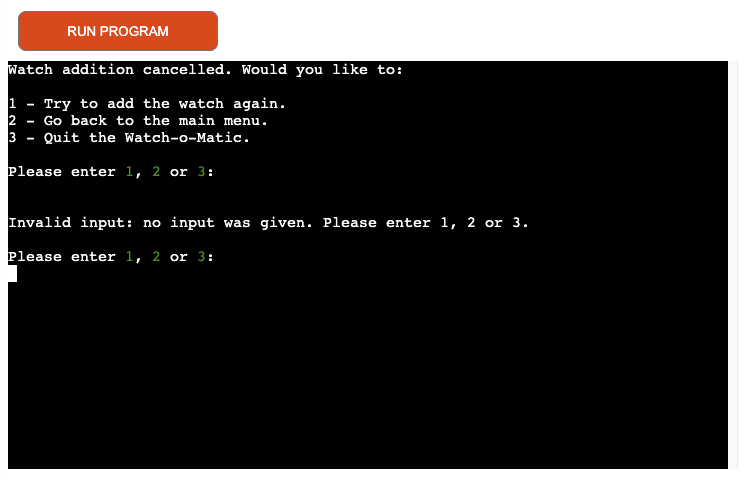 RUN PROGRAM
Watch addition cancelled. Would you like to:
1 - Try to add the watch again.
2 - Go back to the main menu.
3 - Quit the Watch-o-Matic.
Please enter 1, 2 or 3:
Invalid input: no input was given. Please enter 1, 2 or 3.
Please enter 1, 2 or 3: